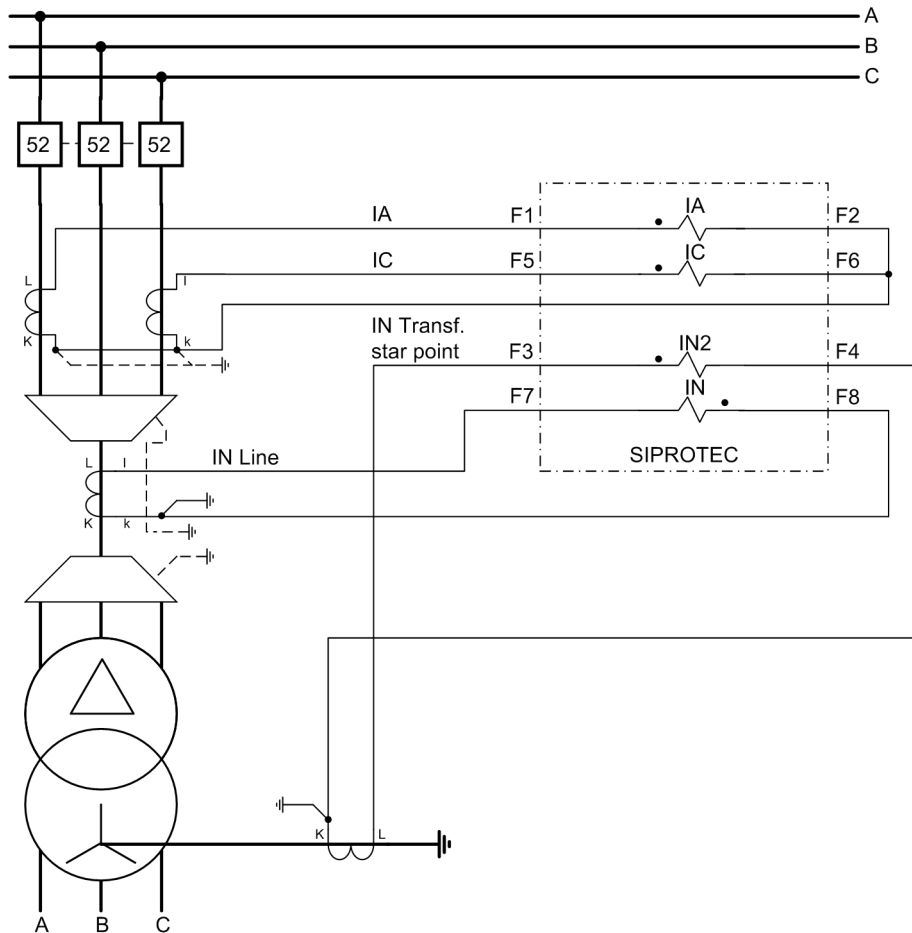 A
B
C
52 52 52
IA F1 IA F2
IC F5 IC F6
L l
K k
IN Transf.
star point
F3 IN2 F4
F7 IN F8
SIPROTEC
IN Line
L l
K k
K L
A B C